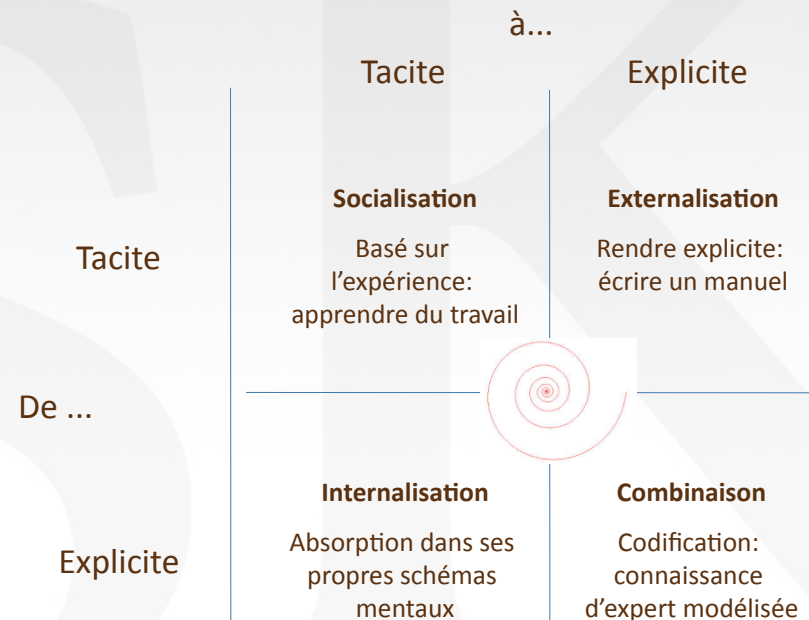 à...
Tacite
Explicite
Tacite
Socialisation
Basé sur
l’expérience:
apprendre du travail
Externalisation
Rendre explicite:
écrire un manuel
De ...
Explicite
Internalisation
Absorption dans ses
propres schémas
mentaux
Combinaison
Codification:
connaissance
d’expert modélisée